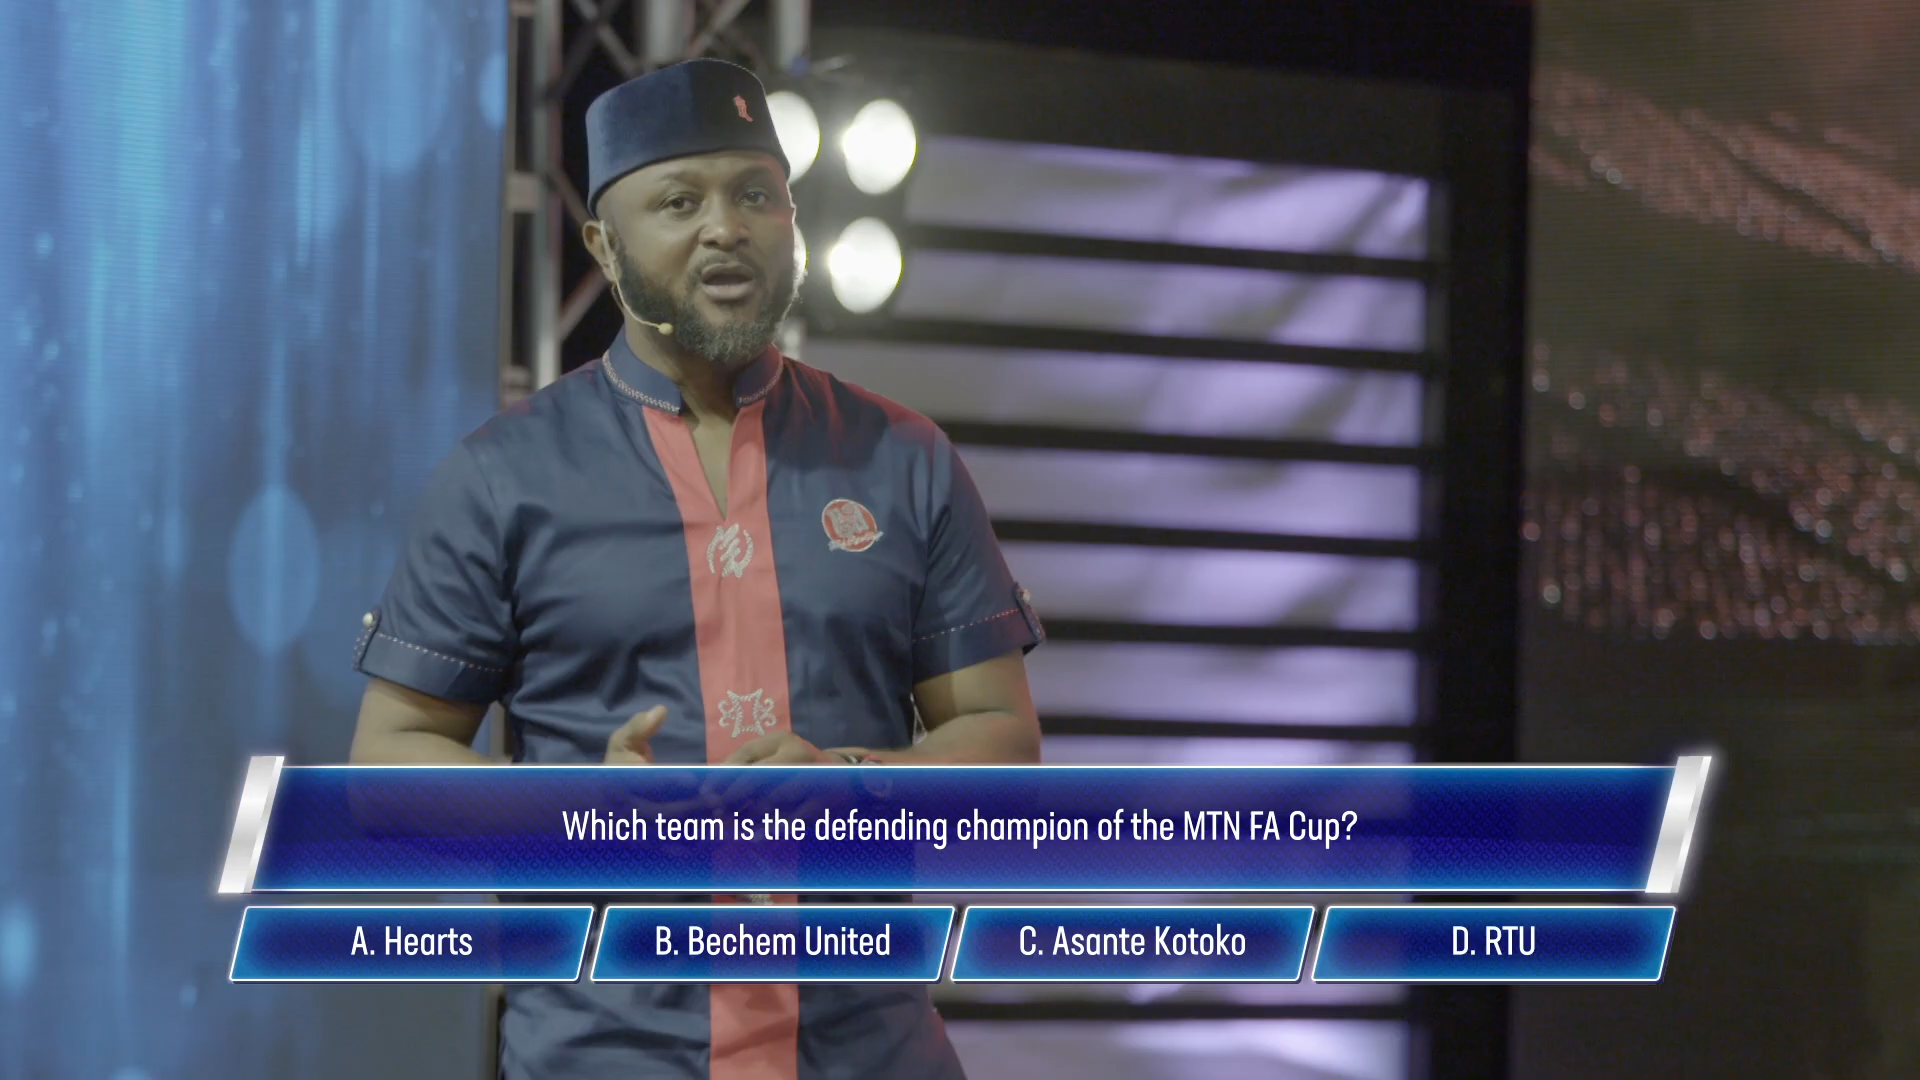 Which team is the defending champion of the MTN FA Cup?
A. Hearts
B. Bechem United
C. Asante Kotoko
D. RTU